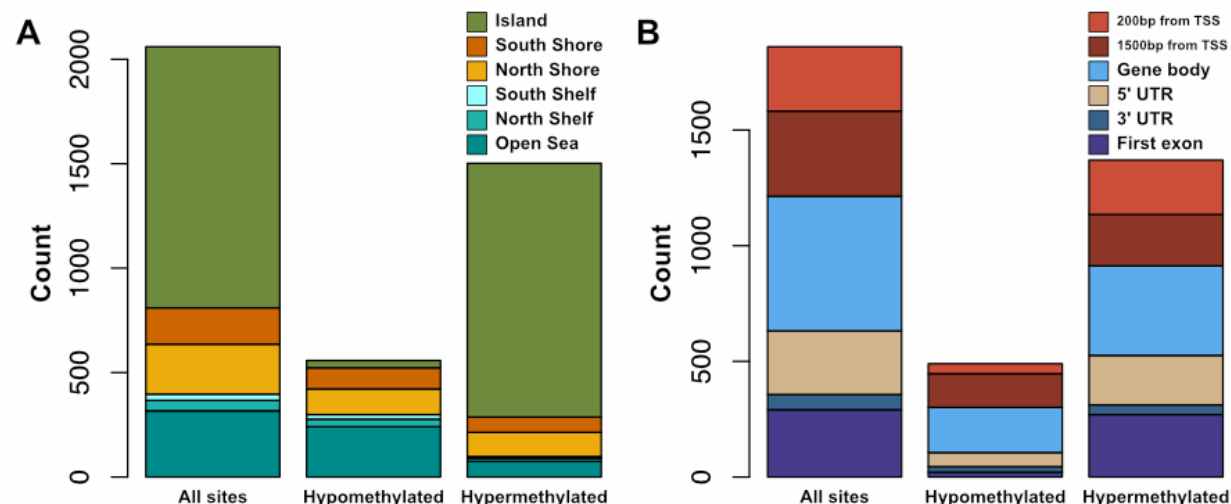 A
Island
South Shore
North Shore
South Shelf
North Shelf
Open Sea
Count
2000
1500
1000
500
0
All sites
Hypomethylated
Hypermethylated
B
200bp from TSS
1500bp from TSS
Gene body
5' UTR
3' UTR
First exon
Count
1500
1000
500
0
All sites
Hypomethylated
Hypermethylated